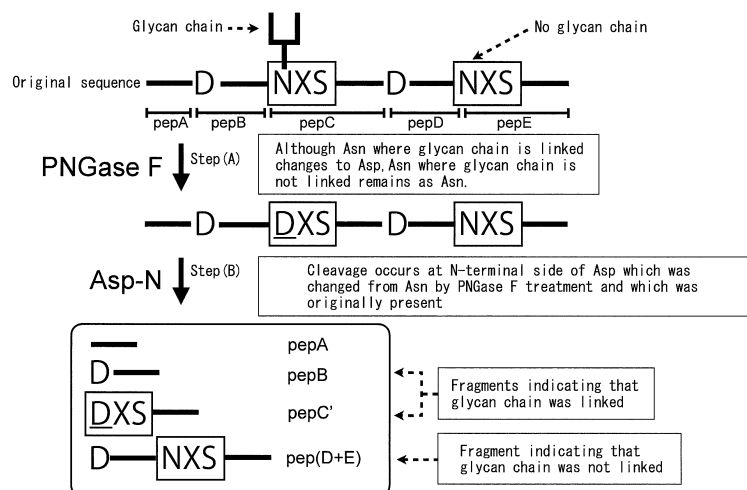 Glycan chain
No glycan chain
Original sequence
D
NXS
D
NXS
pepA
pepB
pepC
pepD
pepE
PNGase F
Step(A)
Although Asn where glycan chain is linked
changes to Asp,Asn where glycan chain is
not linked remains as Asn.
D
DXS
D
NXS
Asp-N
Step(B)
Cleavage occurs at N-terminal side of Asp which was
changed from Asn by PNGase F treatment and which was
originally present
pepA
D
pepB
DXS
pepC’
D
NXS
pep(D+E)
Fragments indicating that
glycan chain was linked
Fragment indicating that
glycan chain was not linked